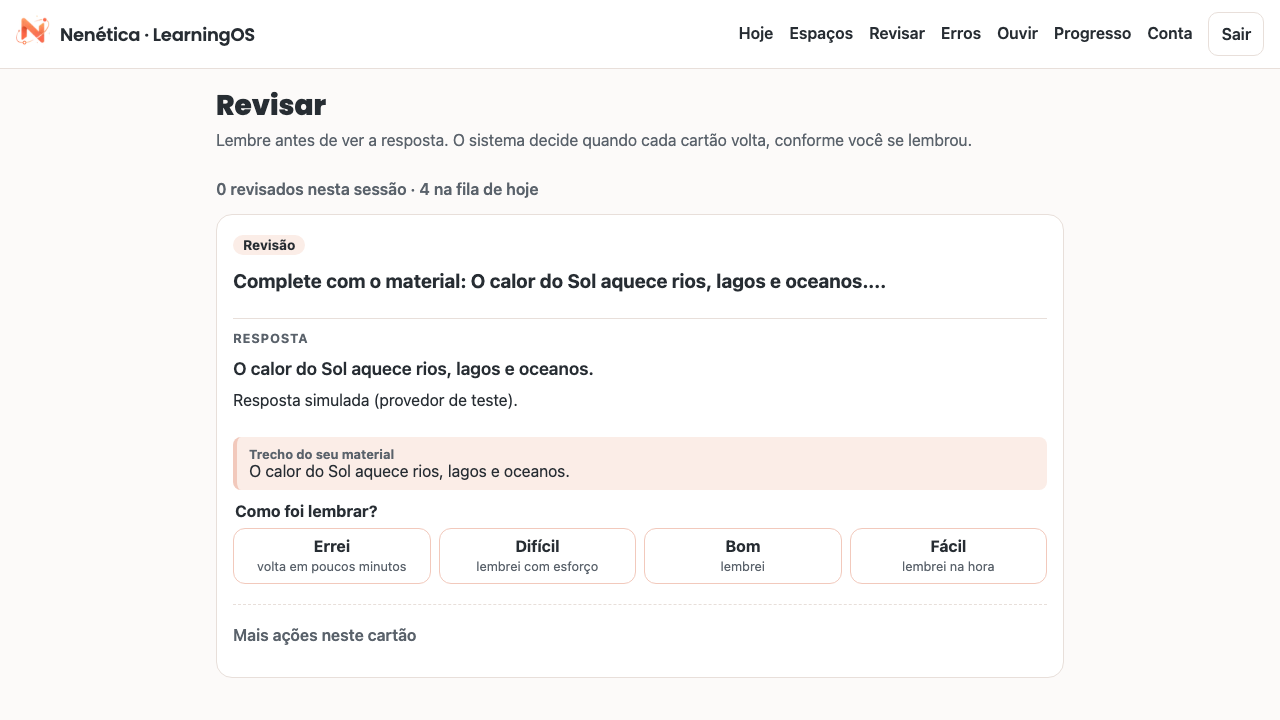 Nenética · LearningOS
Hoje Espaços Revisar Erros Ouvir Progresso Conta Sair
Revisar
Lembre antes de ver a resposta. O sistema decide quando cada cartão volta, conforme você se lembrou.
0 revisados nesta sessão · 4 na fila de hoje
Revisão
Complete com o material: O calor do Sol aquece rios, lagos e oceanos....
RESPOSTA
O calor do Sol aquece rios, lagos e oceanos.
Resposta simulada (provedor de teste).
Trecho do seu material
O calor do Sol aquece rios, lagos e oceanos.
Como foi lembrar?
Errei
volta em poucos minutos
Difícil
lembrei com esforço
Bom
lembrei
Fácil
lembrei na hora
Mais ações neste cartão